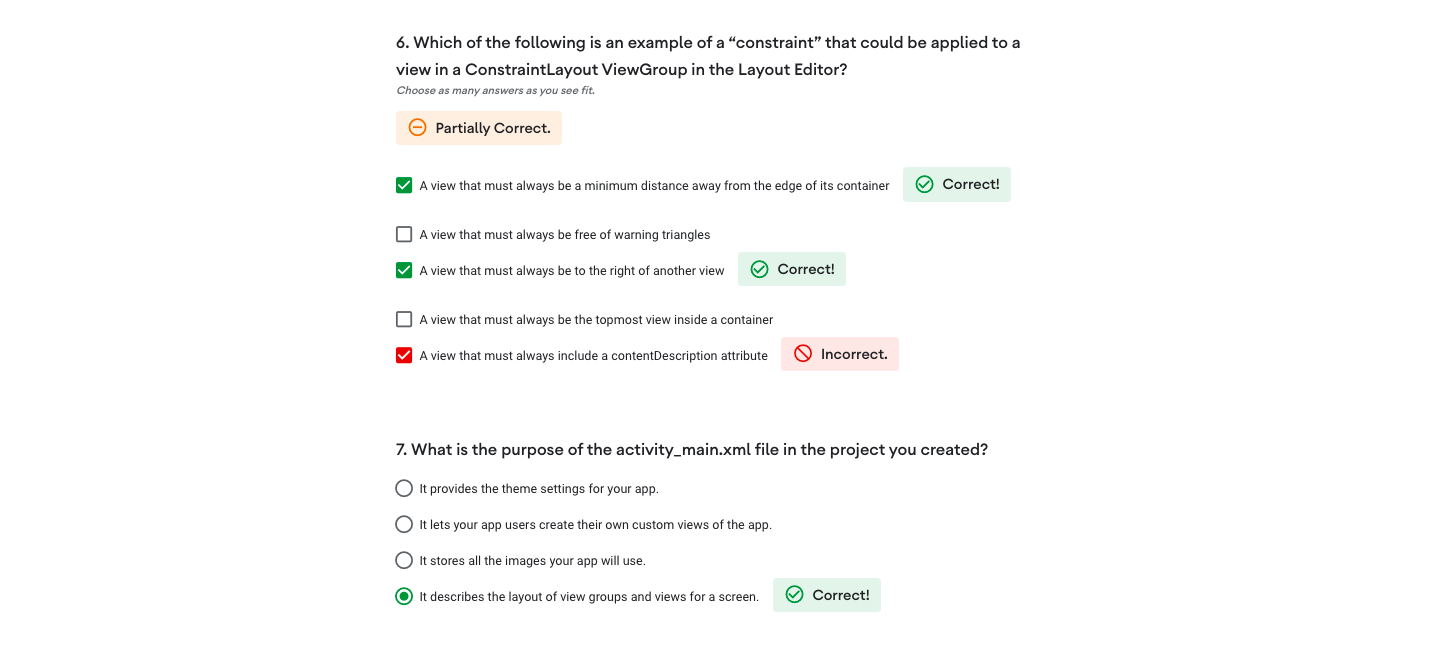 6. Which of the following is an example of a “constraint” that could be applied to a
view in a ConstraintLayout ViewGroup in the Layout Editor?
Choose as many answers as you see fit.
Partially Correct.
A view that must always be a minimum distance away from the edge of its container
Correct!
A view that must always be free of warning triangles
A view that must always be to the right of another view
Correct!
A view that must always be the topmost view inside a container
A view that must always include a contentDescription attribute
Incorrect.
7. What is the purpose of the activity_main.xml file in the project you created?
It provides the theme settings for your app.
It lets your app users create their own custom views of the app.
It stores all the images your app will use.
It describes the layout of view groups and views for a screen.
Correct!